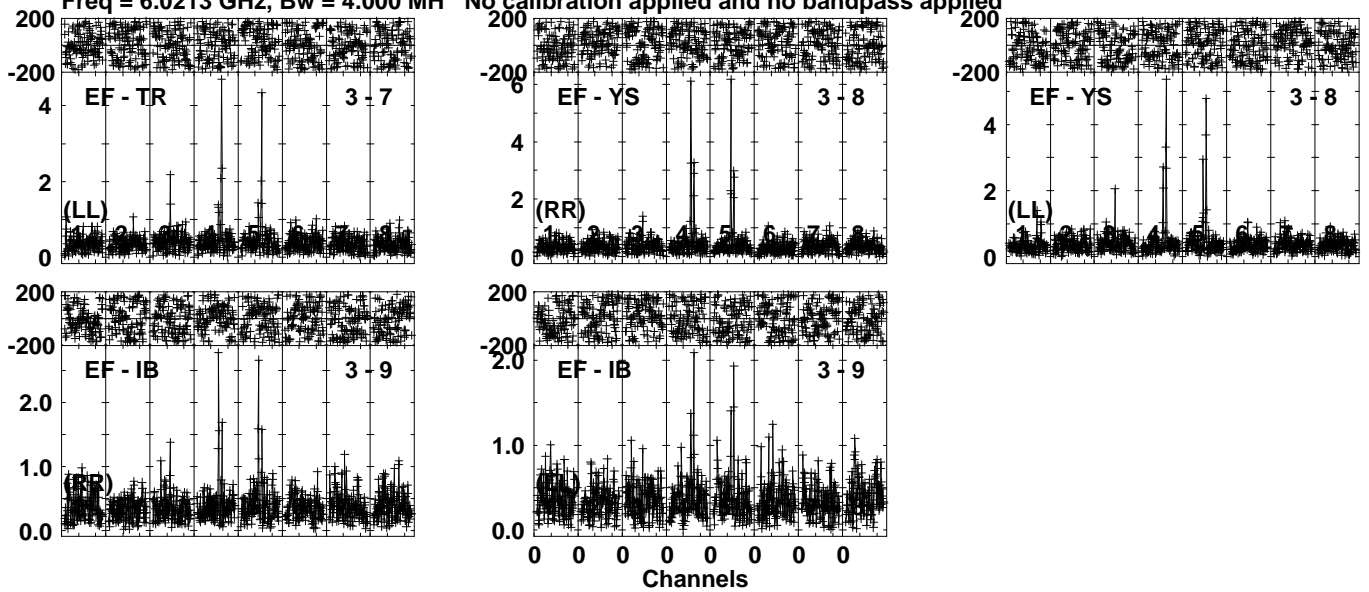 Freq = 6.0213 GHz, Bw = 4.000 MH No calibration applied and no bandpass applied
200
-200
EF - TR 3 - 7
4
2
0
(LL)
1 2 3 4 5 6 7 8
200
-200
EF - YS 3 - 8
6
4
2
0
(RR)
1 2 3 4 5 6 7 8
200
-200
EF - YS 3 - 8
4
2
0
(LL)
1 2 3 4 5 6 7 8
200
-200
EF - IB 3 - 9
2.0
1.0
0.0
(RR)
200
-200
EF - IB 3 - 9
2.0
1.0
0.0
0 0 0 0 0 0 0 0
Channels